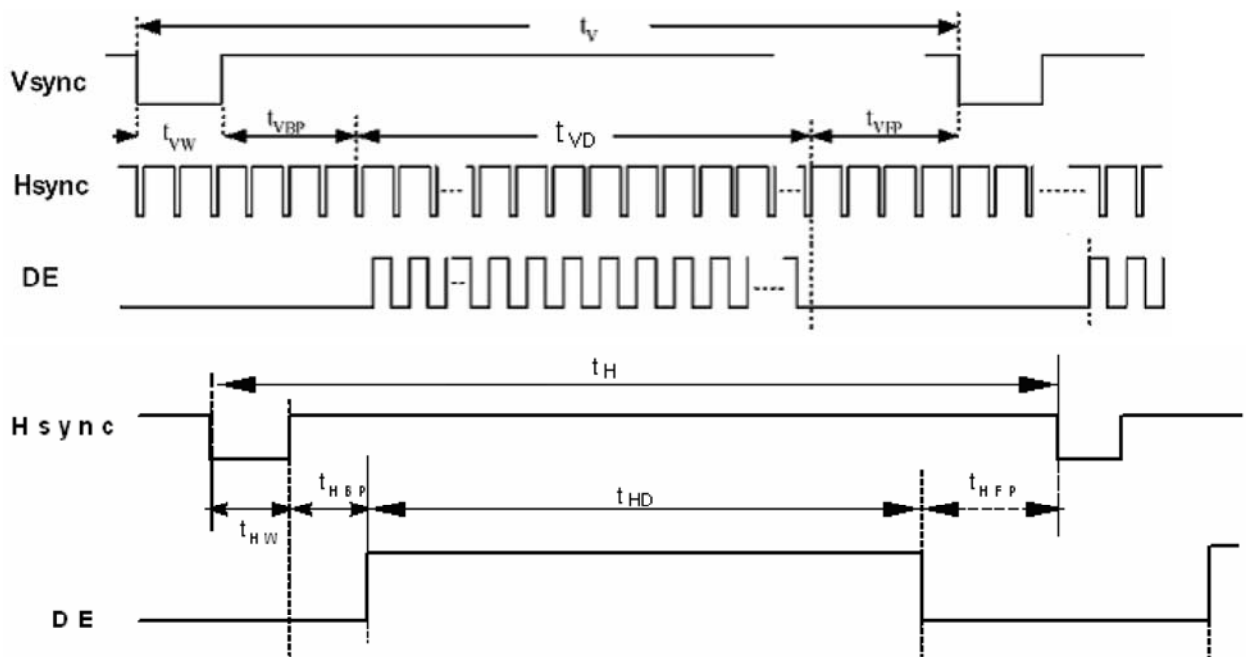 tV
Vsync
tVW
tVBP
tVD
tVFP
Hsync
DE
tH
Hsync
tHBP
tHD
tHFP
tHW
DE